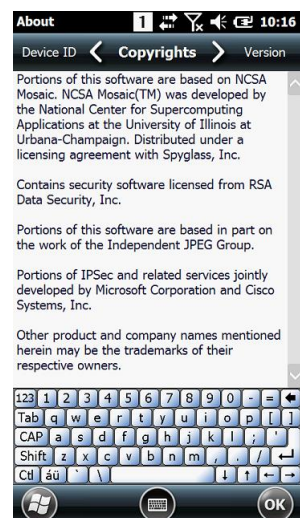 About 1 10:16
Device ID Copyrights Version
Portions of this software are based on NCSA
Mosaic. NCSA Mosaic(TM) was developed by
the National Center for Supercomputing
Applications at the University of Illinois at
Urbana-Champaign. Distributed under a
licensing agreement with Spyglass, Inc.
Contains security software licensed from RSA
Data Security, Inc.
Portions of this software are based in part on
the work of the Independent JPEG Group.
Portions of IPSec and related services jointly
developed by Microsoft Corporation and Cisco
Systems, Inc.
Other product and company names mentioned
herein may be the trademarks of their
respective owners.
123 1 2 3 4 5 6 7 8 9 0 - =
Tab q w e r t y u i o p [ ]
CAP a s d f g h j k l ; '
Shift z x c v b n m , . /
Ctl áü ` \
OK